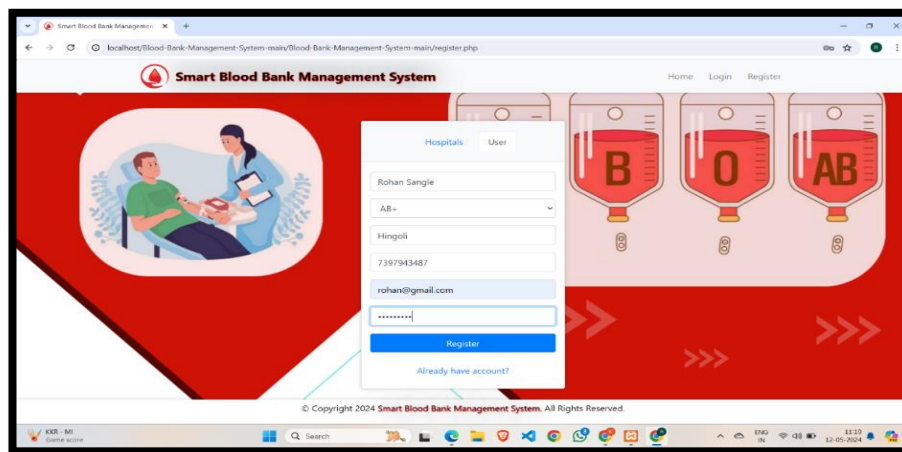 Smart Blood Bank Managemen
localhost/Blood-Bank-Management-System-main/Blood-Bank-Management-System-main/register.php
Smart Blood Bank Management System
Home Login Register
Hospitals User
Rohan Sangle
AB+
Hingoli
7397943487
rohan@gmail.com
Register
Already have account?
B O AB
© Copyright 2024 Smart Blood Bank Management System. All Rights Reserved.
KKR - MI
Game score
Search
ENG
IN
11:19
12-05-2024